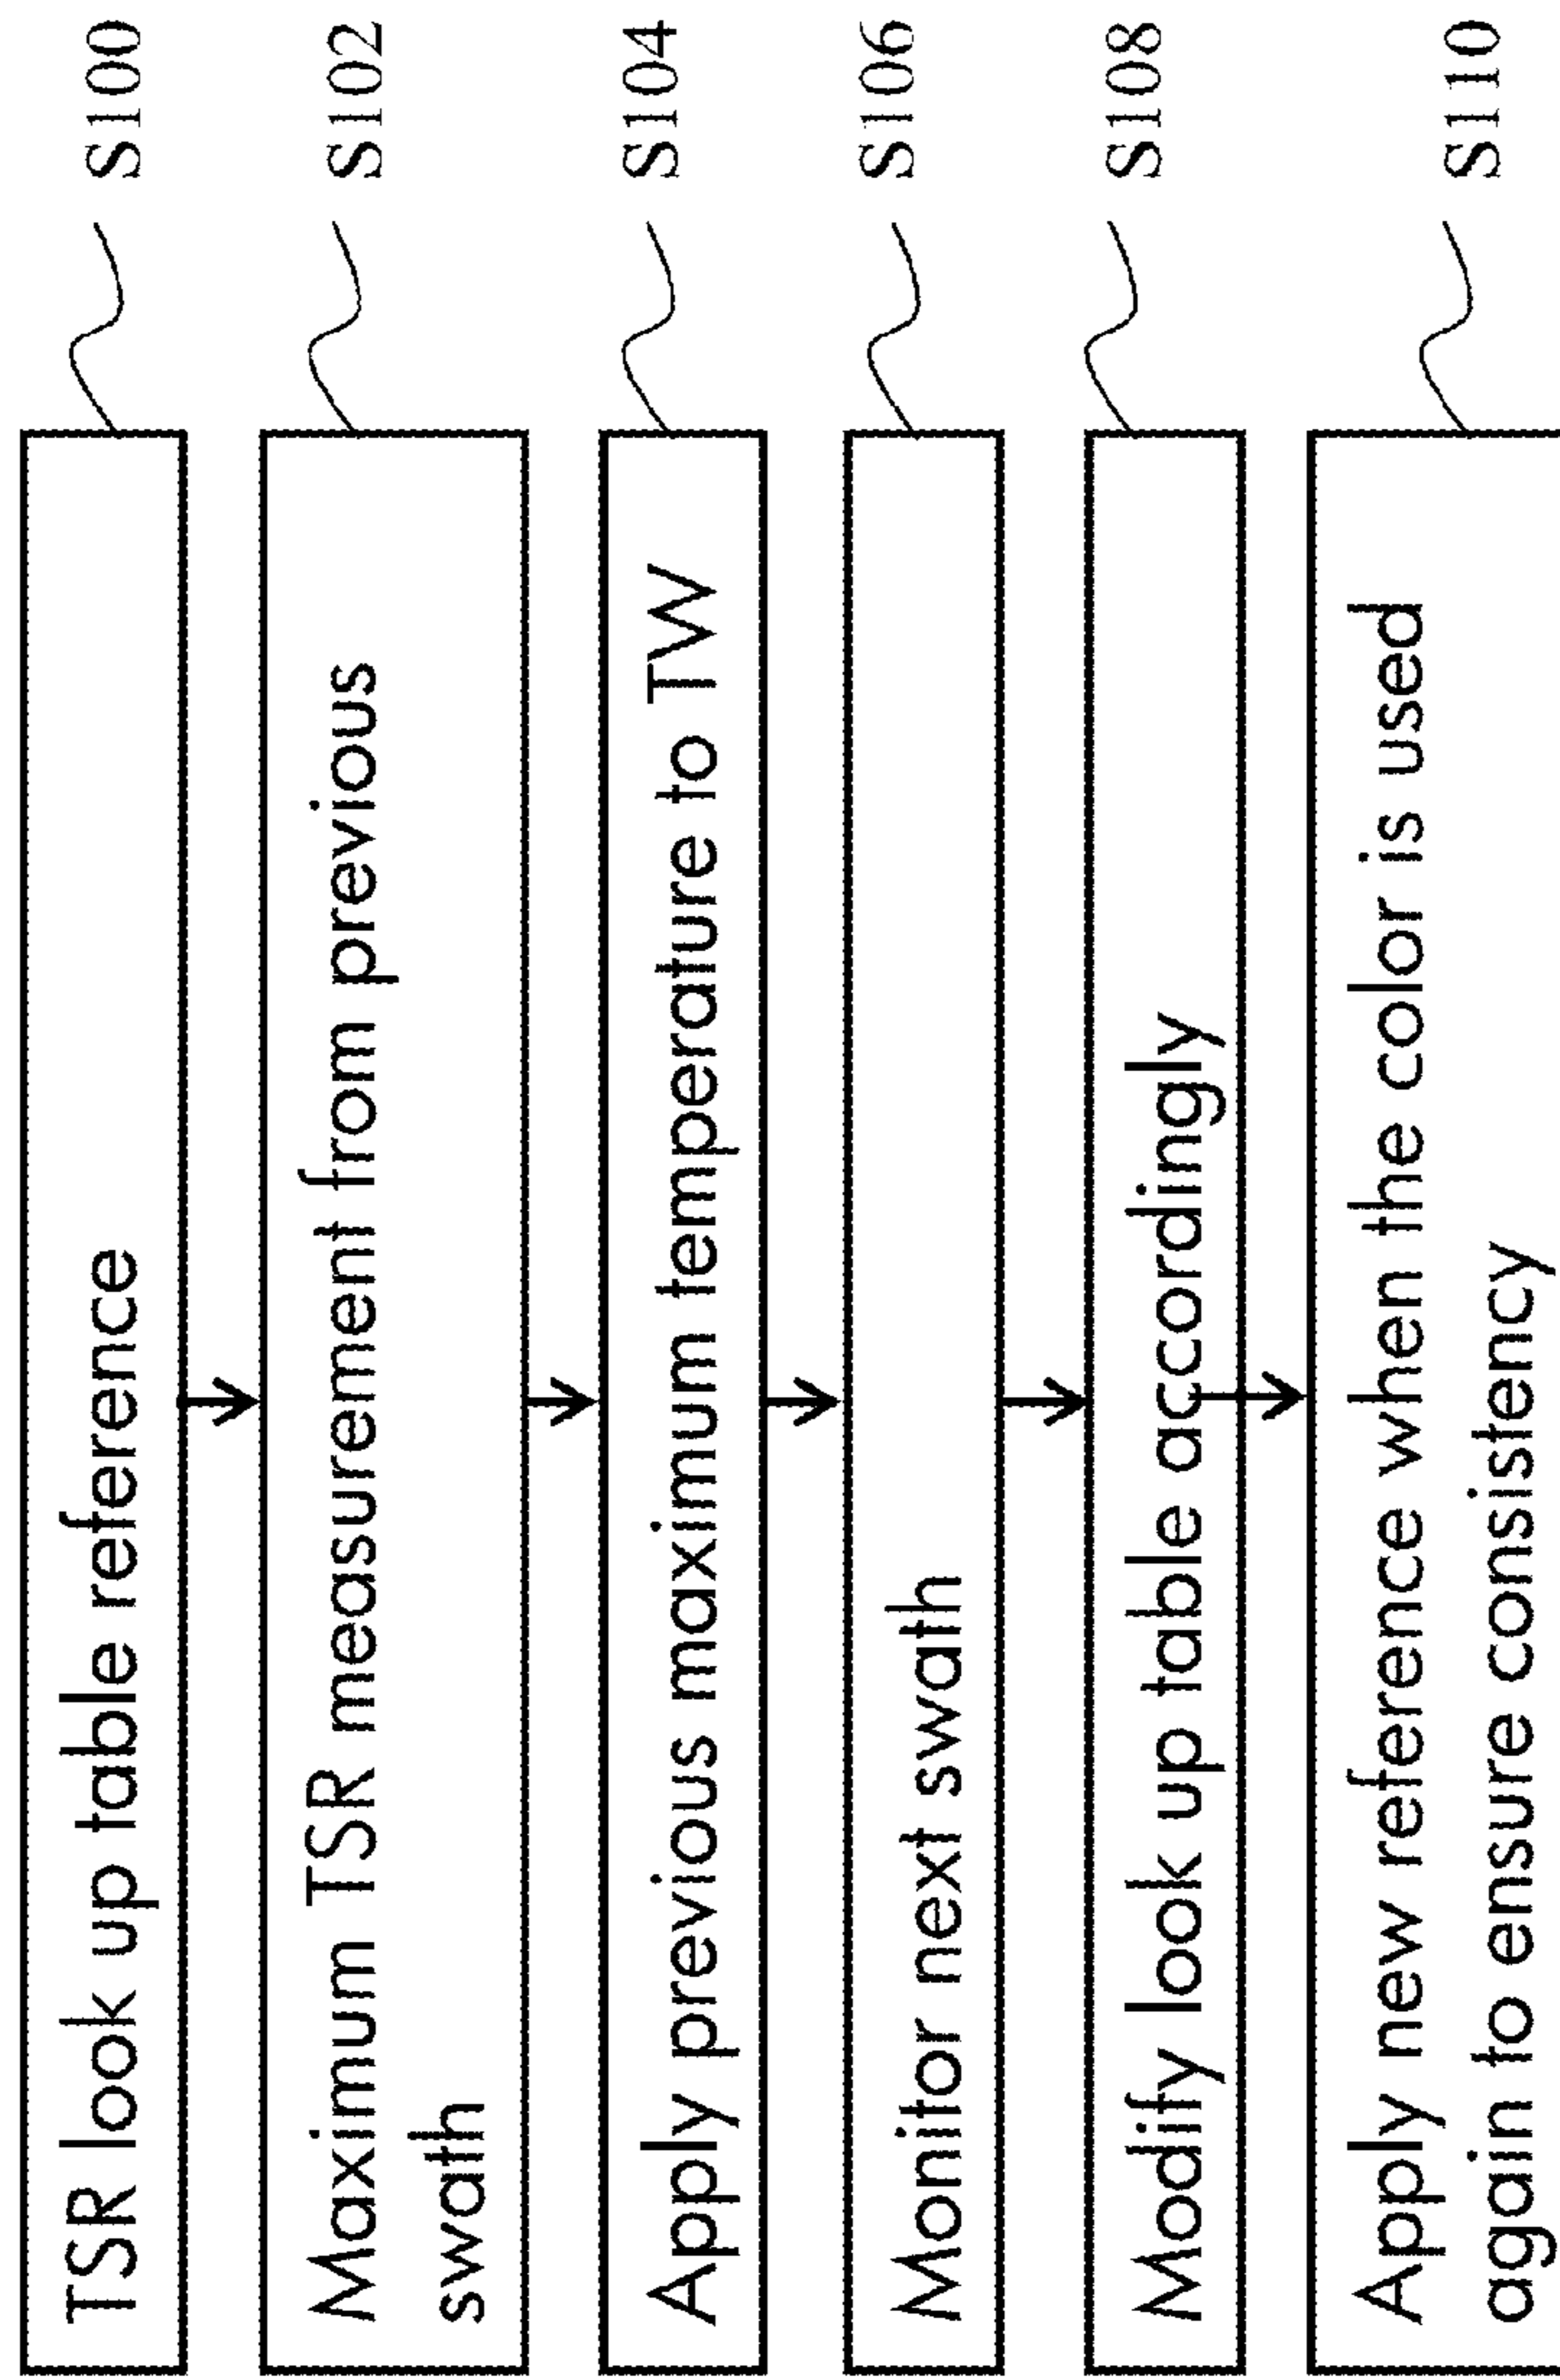 TSR look up table reference
S100
Maximum TSR measurement from previous
swath
S102
Apply previous maximum temperature to TW
S104
Monitor next swath
S106
Modify look up table accordingly
S108
Apply new reference when the color is used
again to ensure consistency
S110